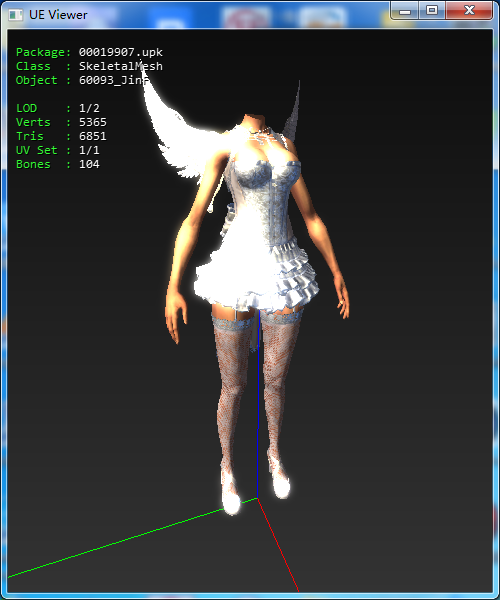 UE Viewer
Package: 00019907.upk
Class : SkeletalMesh
Object : 60093_Jine
LOD : 1/2
Verts : 5365
Tris : 6851
UV Set : 1/1
Bones : 104